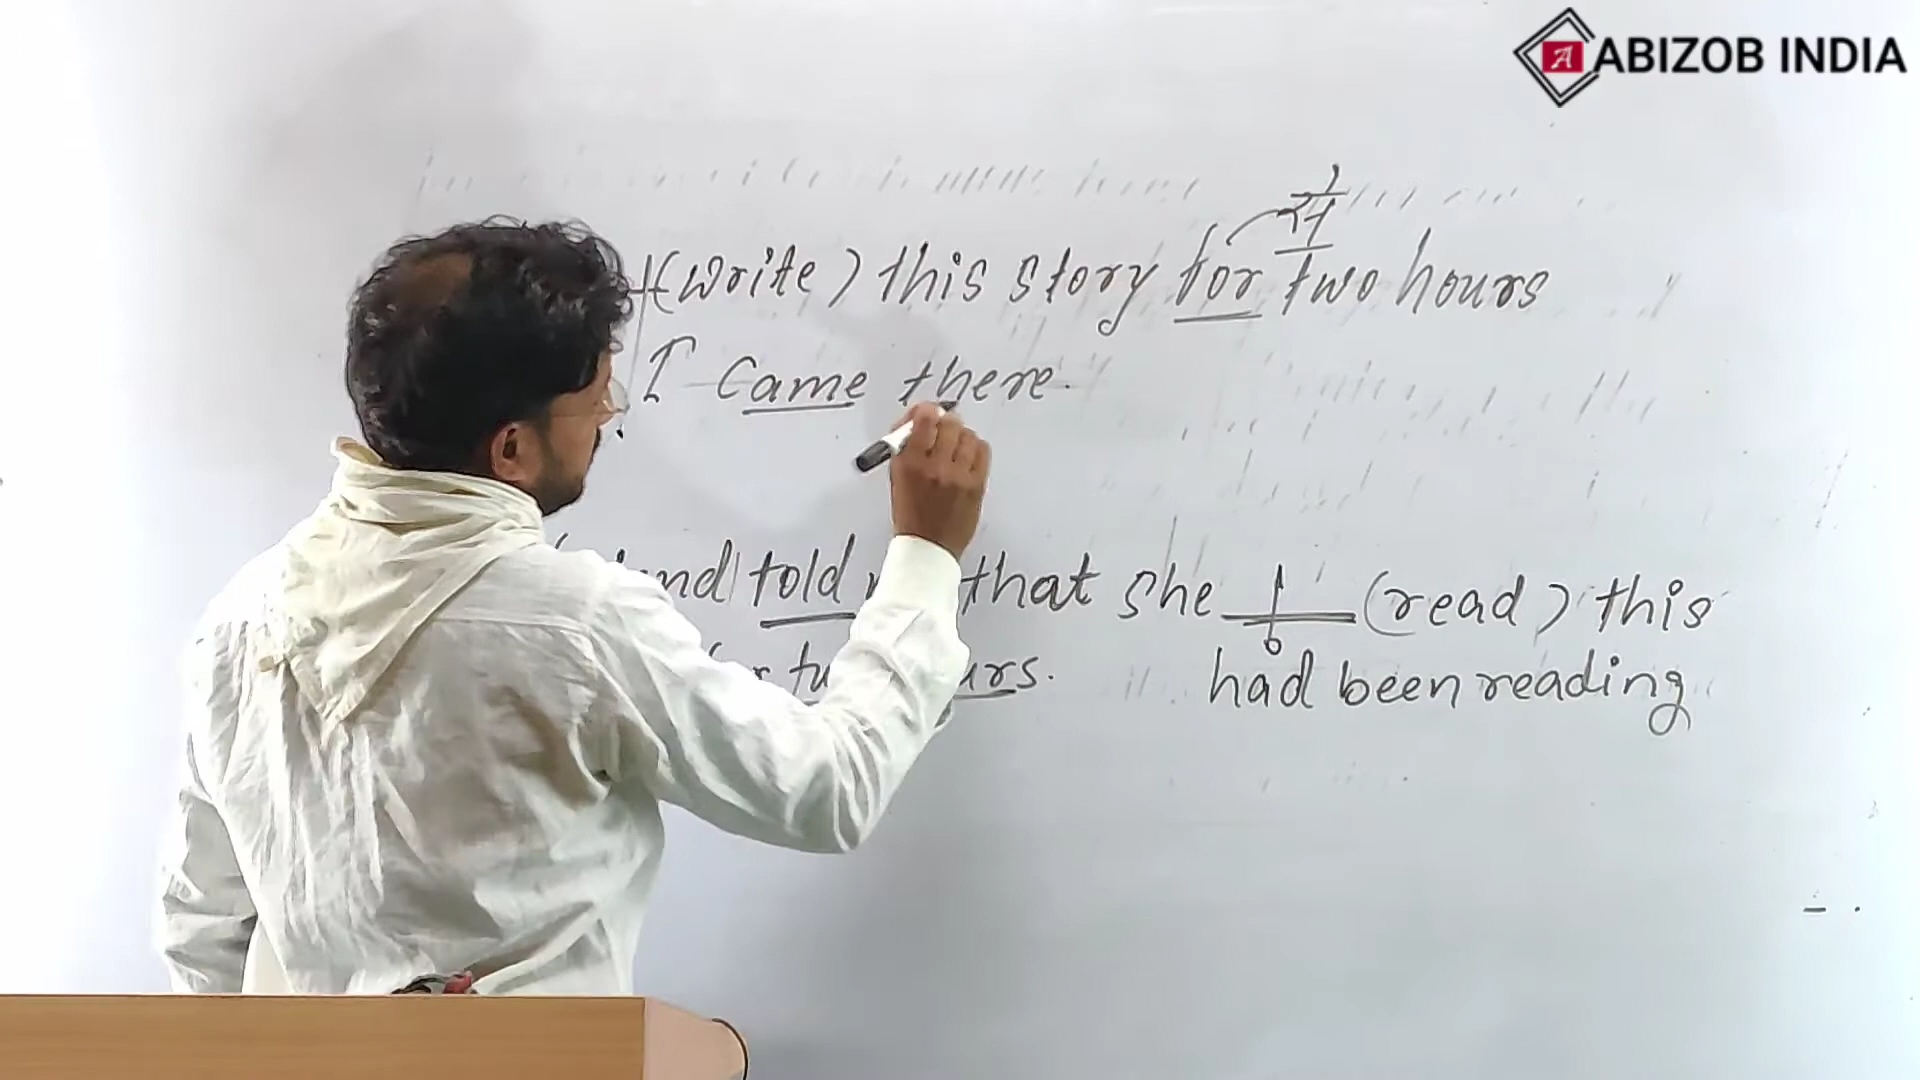 ABIZOB INDIA
से
(write) this story for two hours
I came there.
told that she (read) this
had been reading